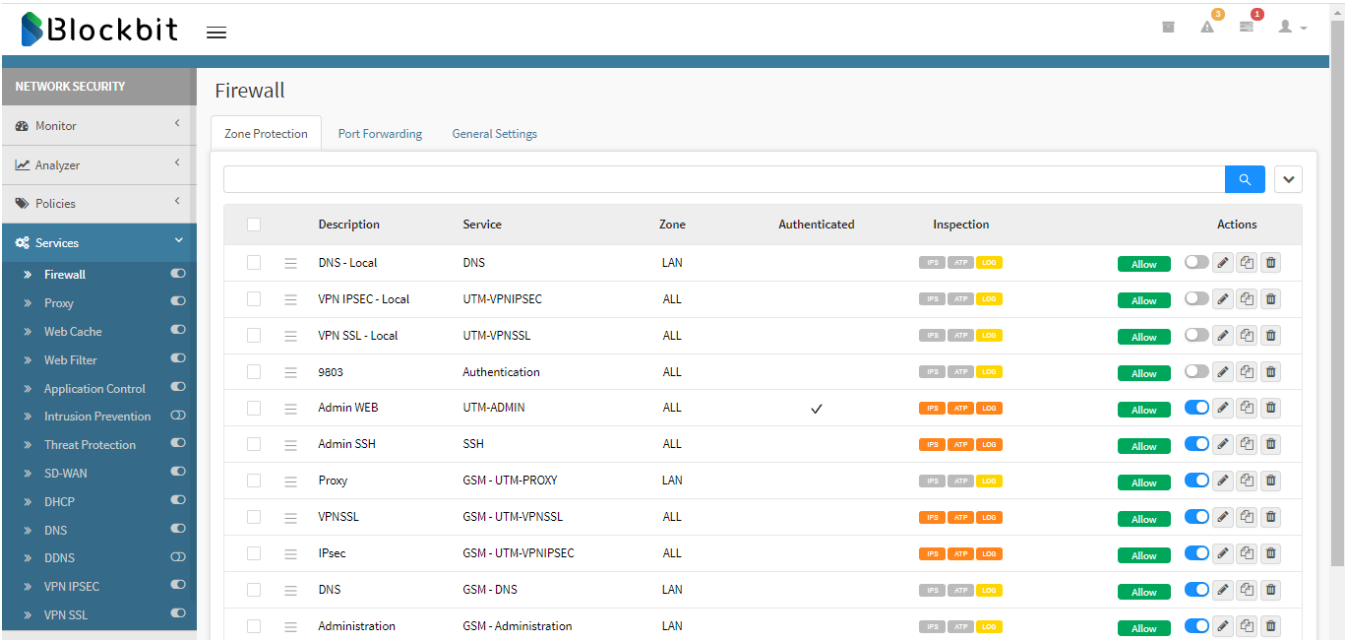 Blockbit
3
1
NETWORK SECURITY
Monitor
Analyzer
Policies
Services
Firewall
Proxy
Web Cache
Web Filter
Application Control
Intrusion Prevention
Threat Protection
SD-WAN
DHCP
DNS
DDNS
VPN IPSEC
VPN SSL
Firewall
Zone Protection Port Forwarding General Settings
Description Service Zone Authenticated Inspection Actions
DNS - Local DNS LAN IPS ATP LOG Allow
VPN IPSEC - Local UTM-VPNIPSEC ALL IPS ATP LOG Allow
VPN SSL - Local UTM-VPNSSL ALL IPS ATP LOG Allow
9803 Authentication ALL IPS ATP LOG Allow
Admin WEB UTM-ADMIN ALL IPS ATP LOG Allow
Admin SSH SSH ALL IPS ATP LOG Allow
Proxy GSM - UTM-PROXY LAN IPS ATP LOG Allow
VPNSSL GSM - UTM-VPNSSL ALL IPS ATP LOG Allow
IPsec GSM - UTM-VPNIPSEC ALL IPS ATP LOG Allow
DNS GSM - DNS LAN IPS ATP LOG Allow
Administration GSM - Administration LAN IPS ATP LOG Allow